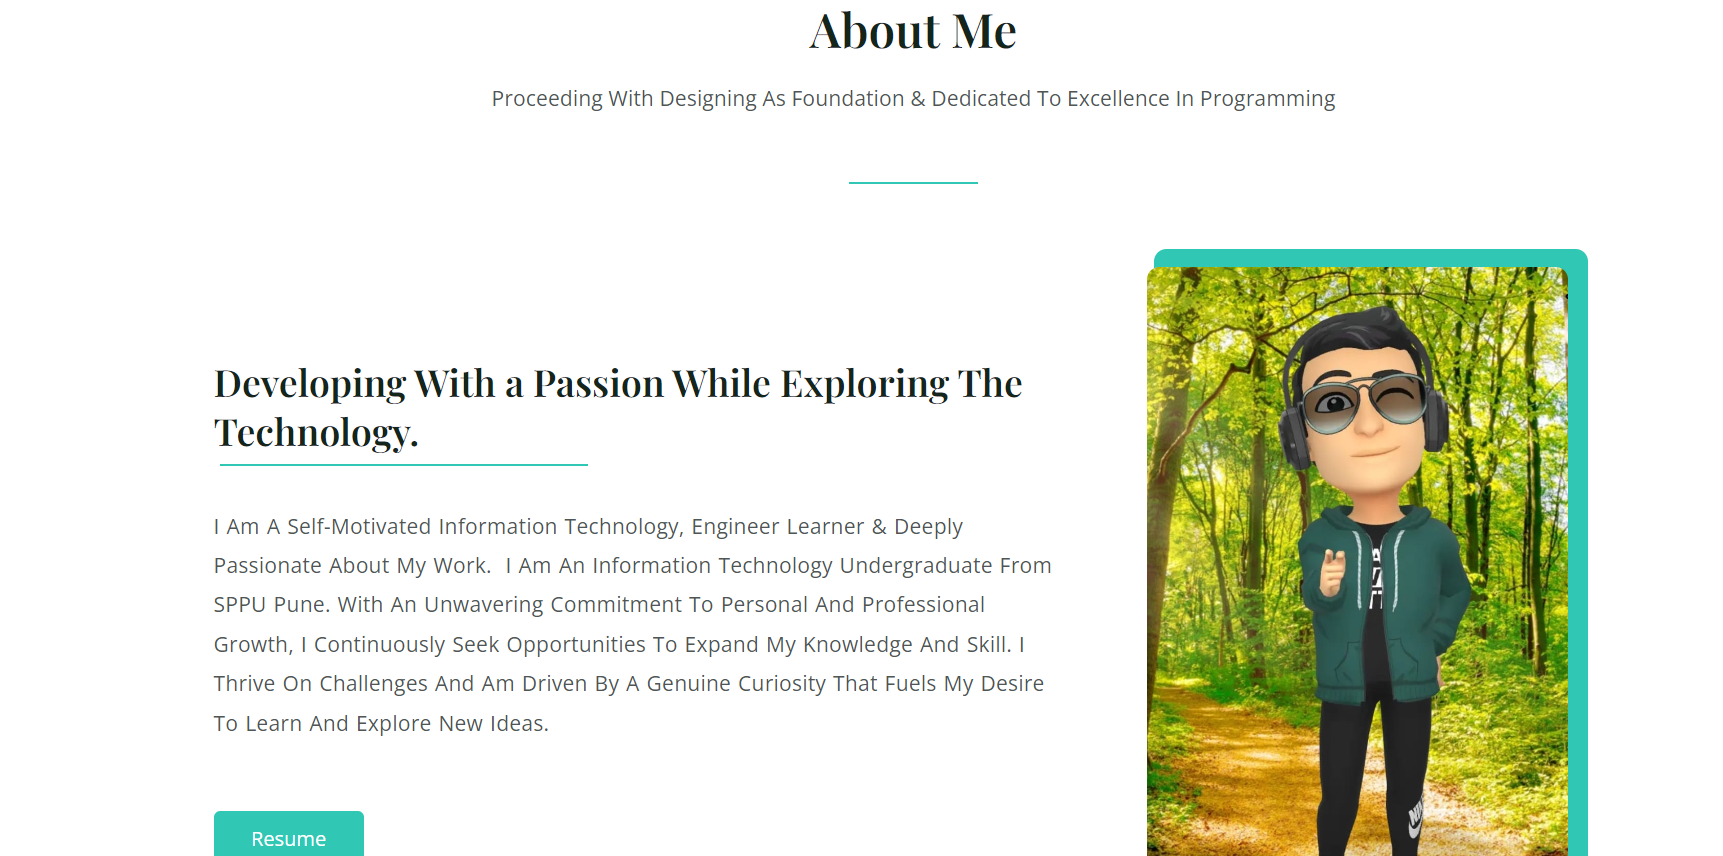 About Me
Proceeding With Designing As Foundation & Dedicated To Excellence In Programming
Developing With a Passion While Exploring The
Technology.
I Am A Self-Motivated Information Technology, Engineer Learner & Deeply
Passionate About My Work.  I Am An Information Technology Undergraduate From
SPPU Pune. With An Unwavering Commitment To Personal And Professional
Growth, I Continuously Seek Opportunities To Expand My Knowledge And Skill. I
Thrive On Challenges And Am Driven By A Genuine Curiosity That Fuels My Desire
To Learn And Explore New Ideas.
Resume